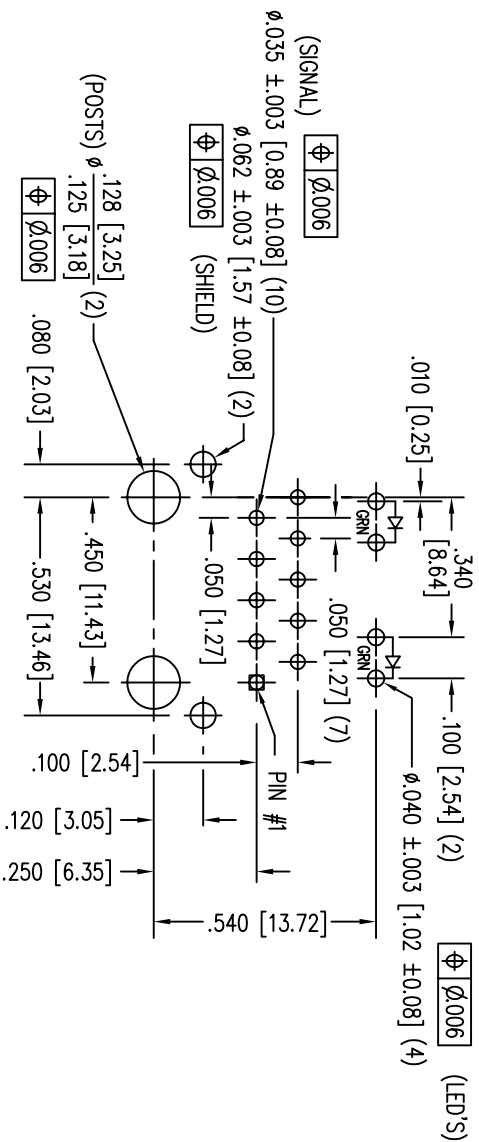 (SIGNAL)
ø.035 ±.003 [0.89 ±0.08] (10)
⌖ Ø.006
ø.062 ±.003 [1.57 ±0.08] (2)
⌖ Ø.006
(SHIELD)
(POSTS) ø .128 [3.25]
.125 [3.18] (2)
⌖ Ø.006
.080 [2.03]
.010 [0.25]
.340
[8.64]
.100 [2.54] (2)
⌖ Ø.006
(LED'S)
ø.040 ±.003 [1.02 ±0.08] (4)
GRN
GRN
.050 [1.27] (7)
.050 [1.27]
.450 [11.43]
.530 [13.46]
PIN #1
.100 [2.54]
.120 [3.05]
.250 [6.35]
.540 [13.72]